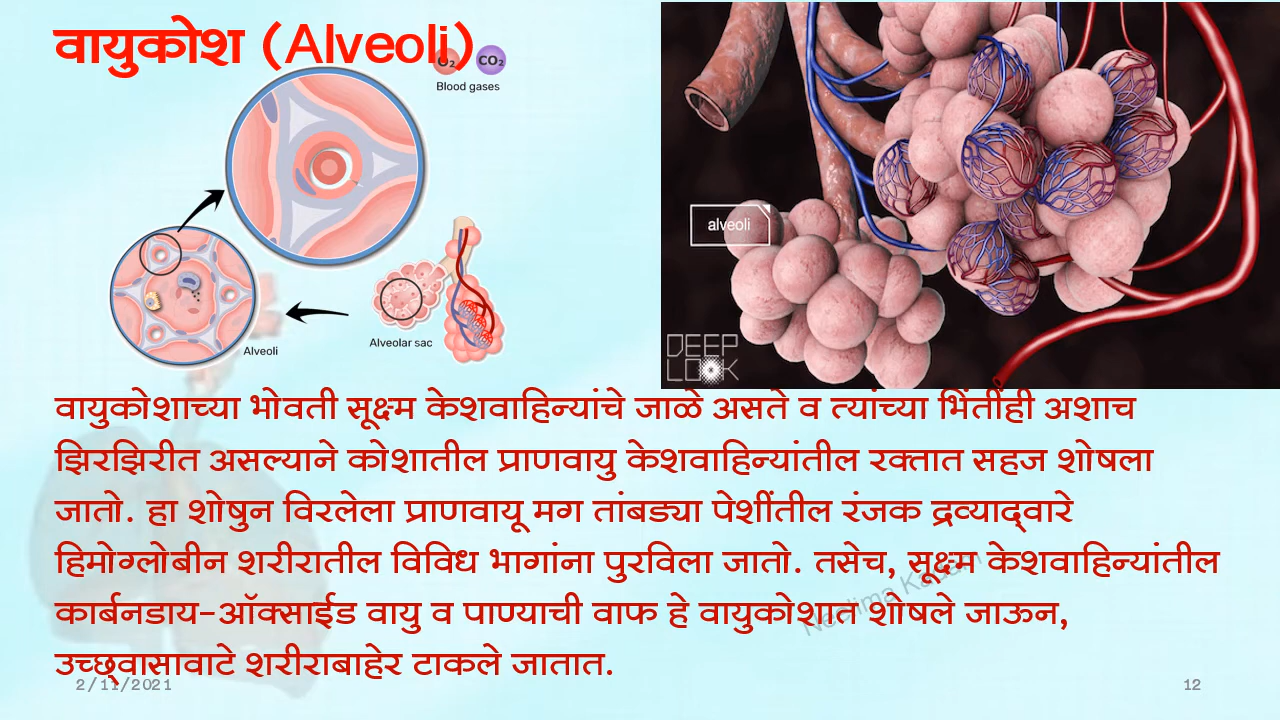 वायुकोश (Alveoli)
O₂ CO₂
Blood gases
alveoli
Alveolar sac
Alveoli
DEEP
LOOK
वायुकोशाच्या भोवती सूक्ष्म केशवाहिन्यांचे जाळे असते व त्यांच्या भिंतींही अशाच
झिरझिरीत असल्याने कोशातील प्राणवायु केशवाहिन्यांतील रक्तात सहज शोषला
जातो. हा शोषुन विरलेला प्राणवायू मग तांबड्या पेशींतील रंजक द्रव्याद्वारे
हिमोग्लोबीन शरीरातील विविध भागांना पुरविला जातो. तसेच, सूक्ष्म केशवाहिन्यांतील
कार्बनडाय-ऑक्साईड वायु व पाण्याची वाफ हे वायुकोशात शोषले जाऊन,
उच्छ्वासावाटे शरीराबाहेर टाकले जातात.
Neelima Kadam
2/11/2021
12